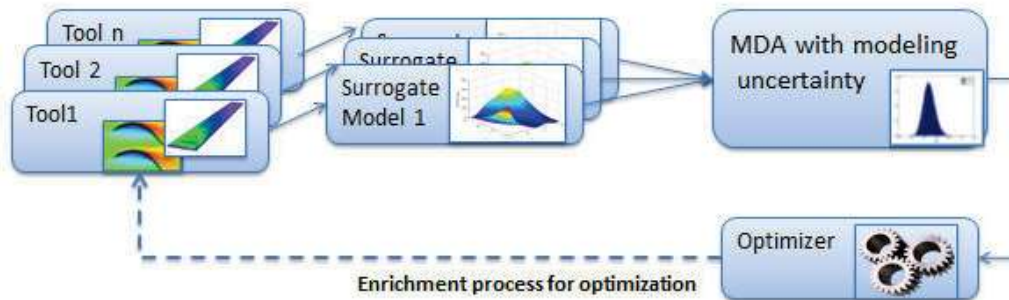 Tool n
Tool 2
Tool1
Surrogate
Surrogate
Model 1
MDA with modeling
uncertainty
Optimizer
Enrichment process for optimization